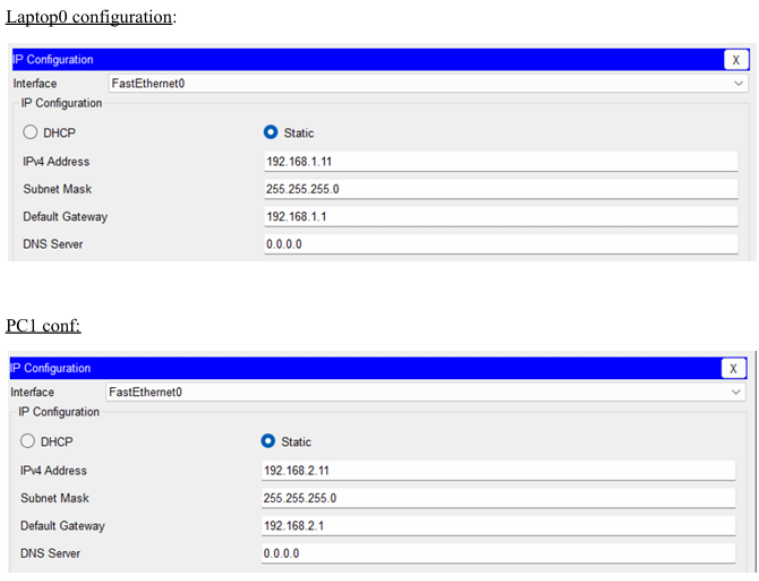 Laptop0 configuration:
IP Configuration X
Interface FastEthernet0
IP Configuration
DHCP Static
IPv4 Address 192.168.1.11
Subnet Mask 255.255.255.0
Default Gateway 192.168.1.1
DNS Server 0.0.0.0
PC1 conf:
IP Configuration X
Interface FastEthernet0
IP Configuration
DHCP Static
IPv4 Address 192.168.2.11
Subnet Mask 255.255.255.0
Default Gateway 192.168.2.1
DNS Server 0.0.0.0